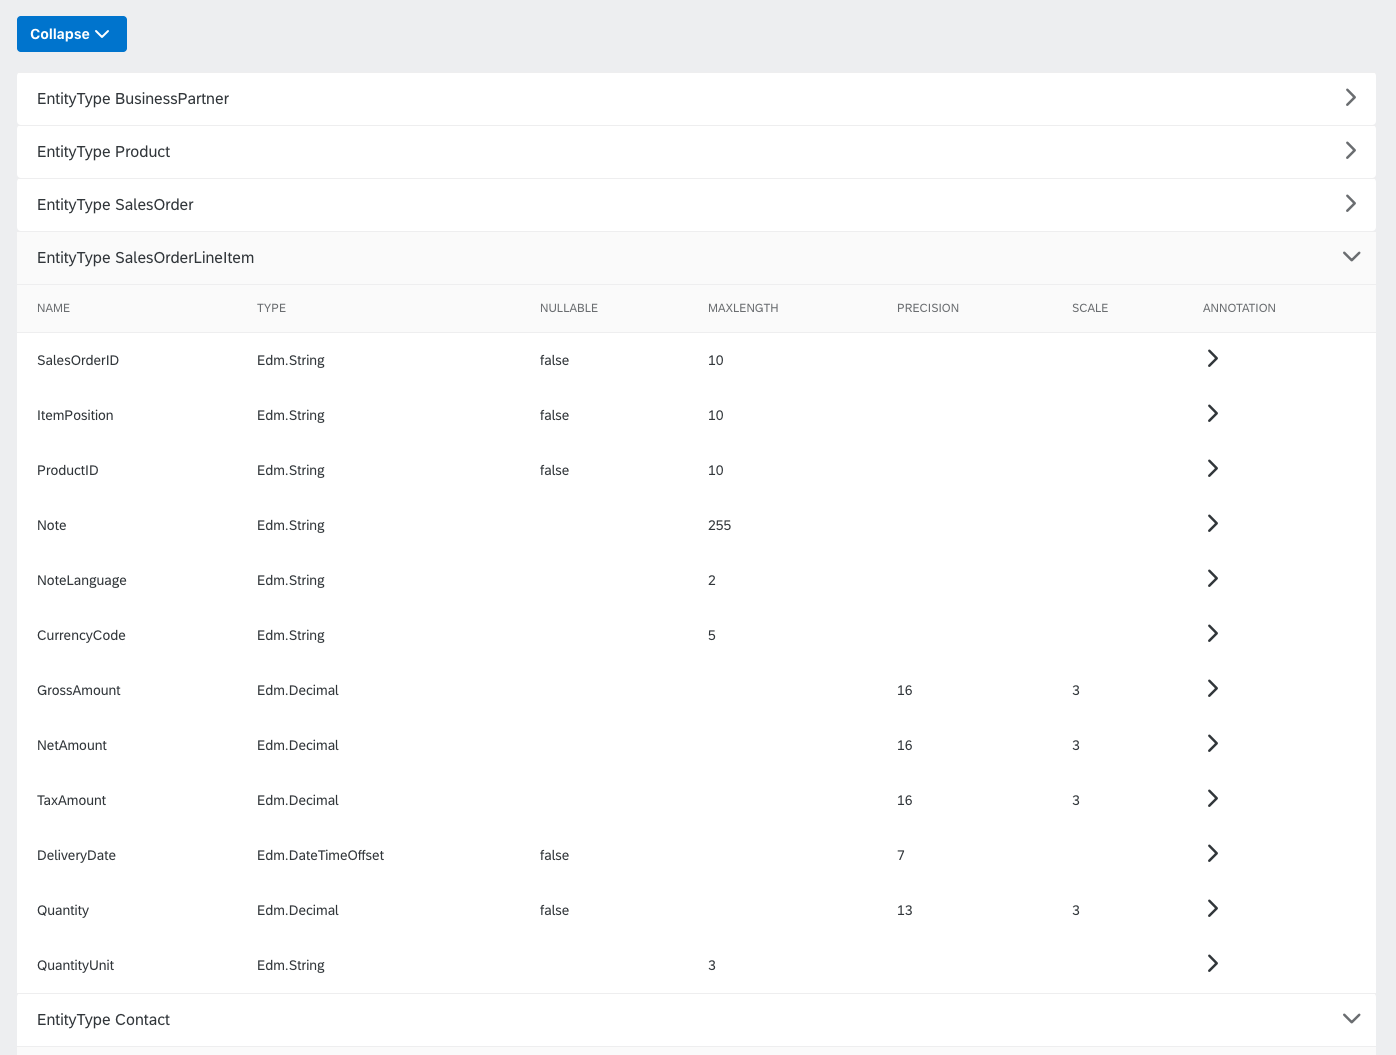 Collapse
EntityType BusinessPartner
EntityType Product
EntityType SalesOrder
EntityType SalesOrderLineItem
NAME TYPE NULLABLE MAXLENGTH PRECISION SCALE ANNOTATION
SalesOrderID Edm.String false 10
ItemPosition Edm.String false 10
ProductID Edm.String false 10
Note Edm.String 255
NoteLanguage Edm.String 2
CurrencyCode Edm.String 5
GrossAmount Edm.Decimal 16 3
NetAmount Edm.Decimal 16 3
TaxAmount Edm.Decimal 16 3
DeliveryDate Edm.DateTimeOffset false 7
Quantity Edm.Decimal false 13 3
QuantityUnit Edm.String 3
EntityType Contact